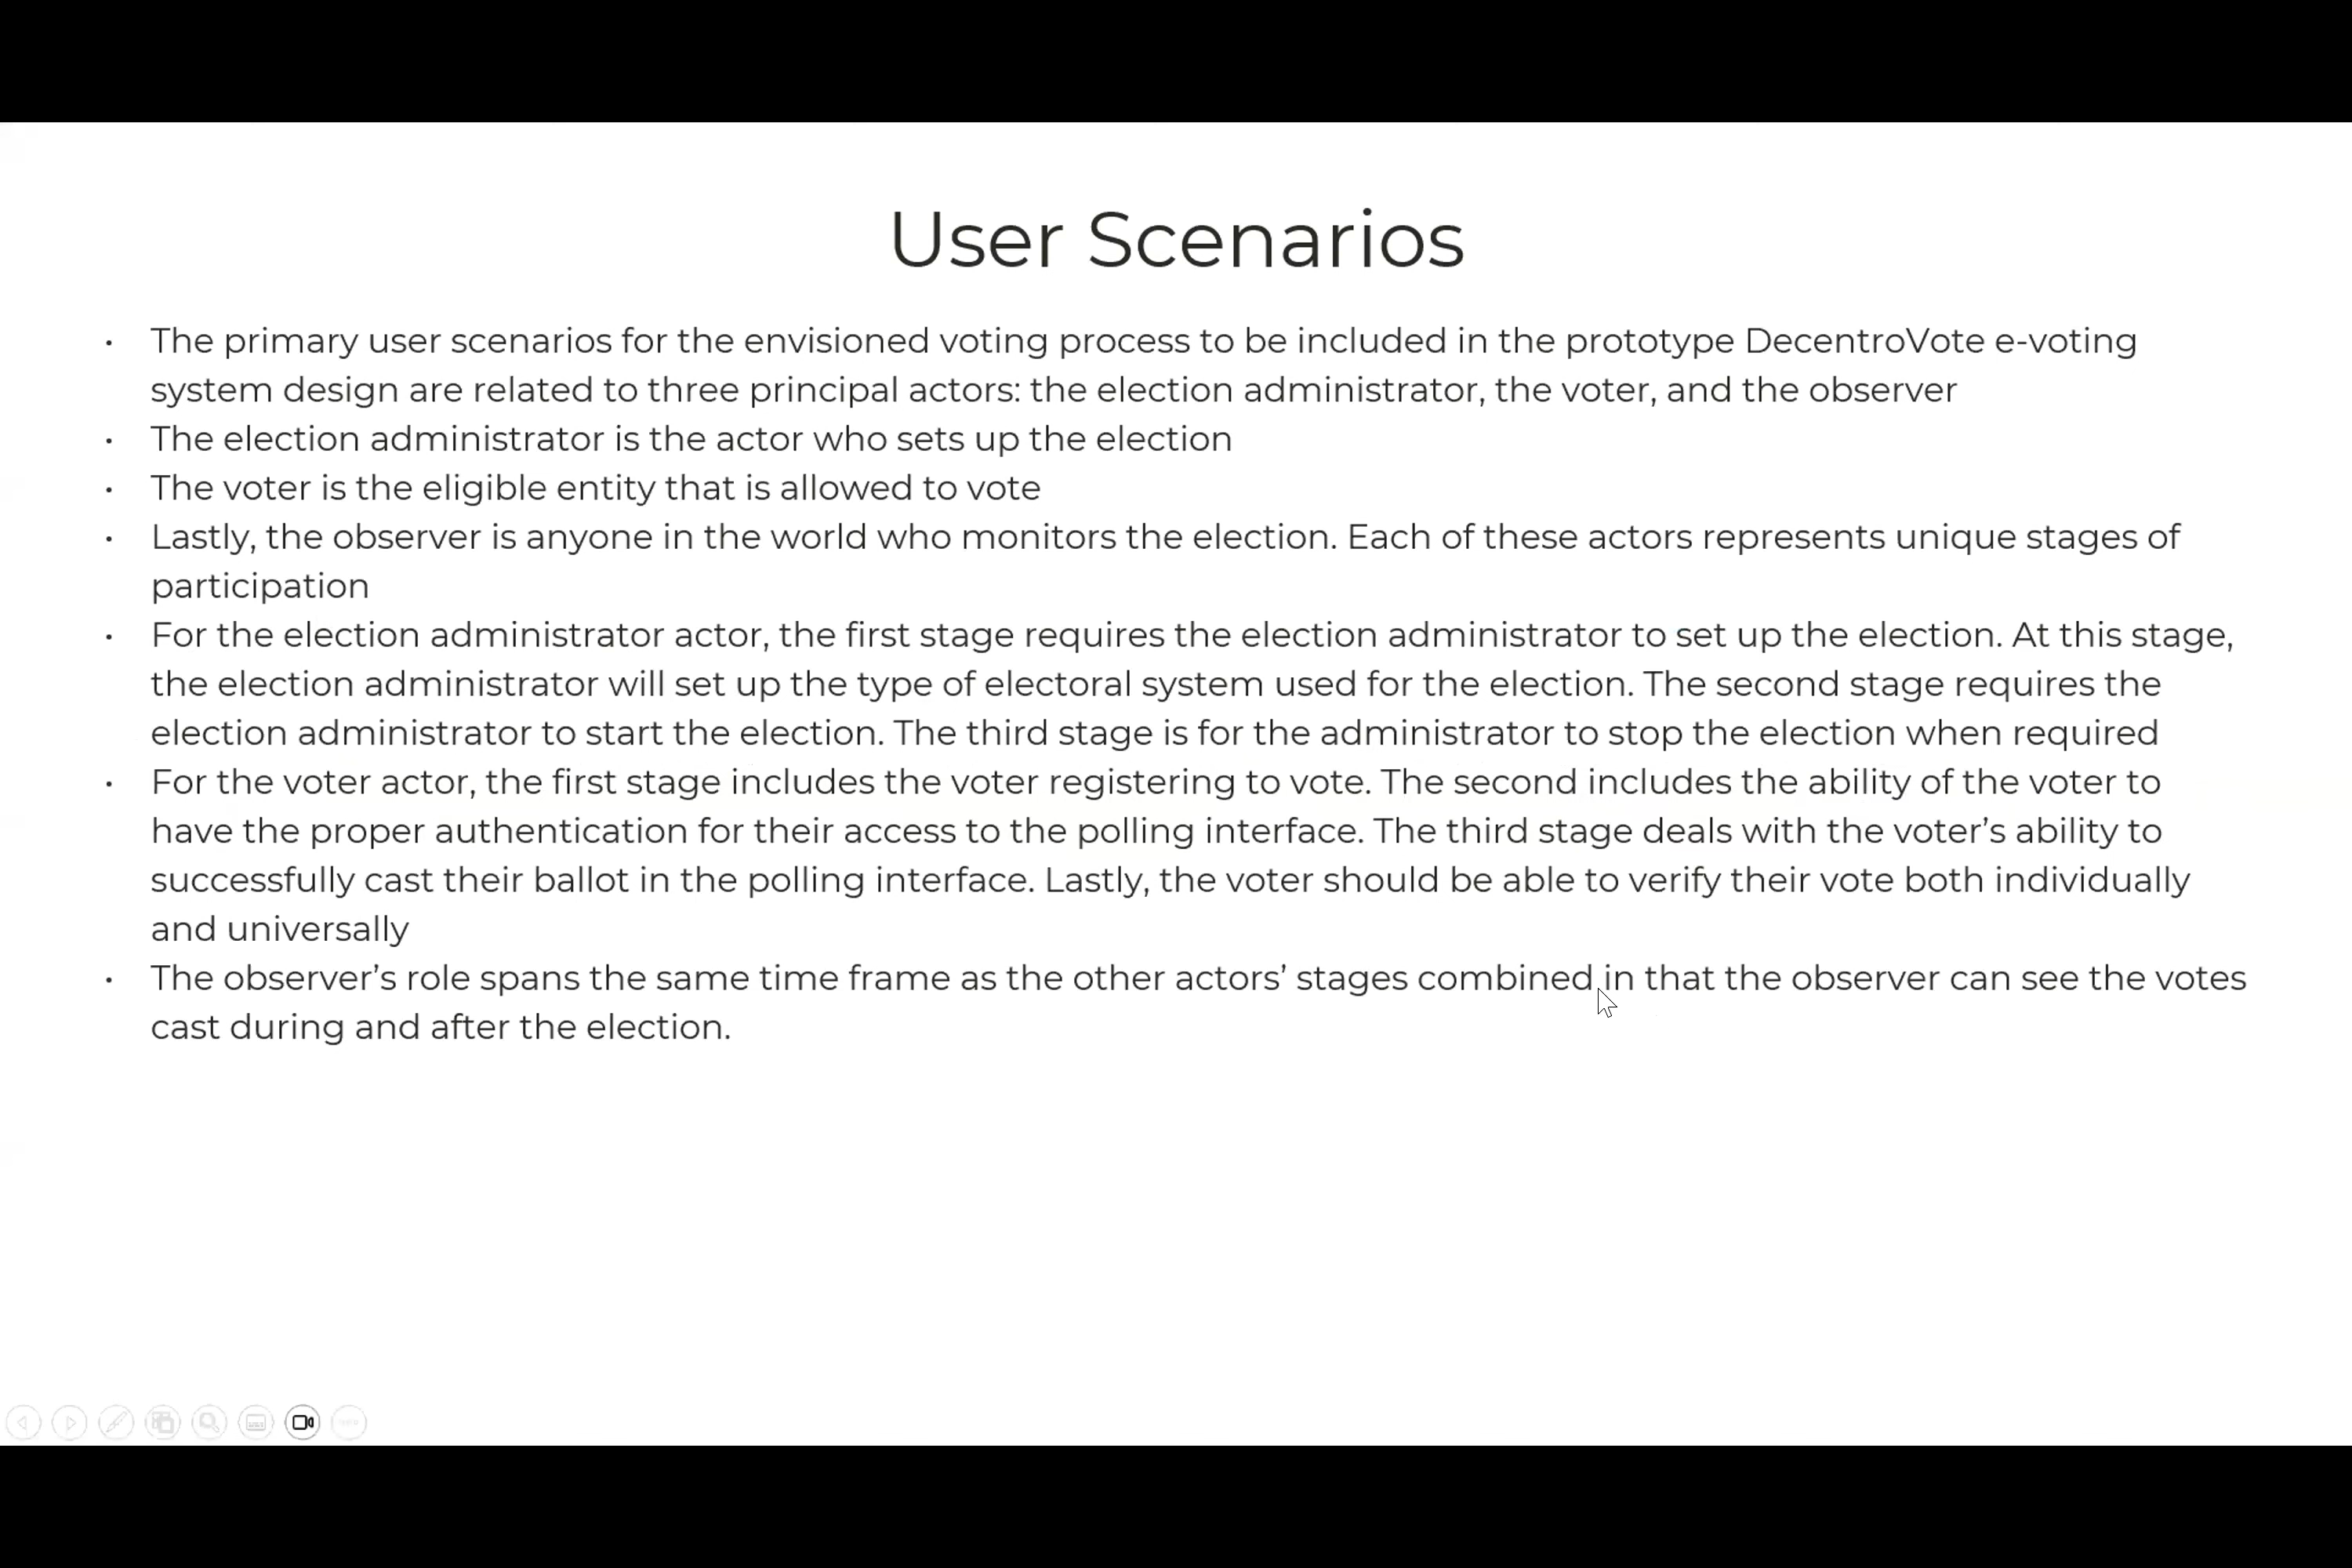 User Scenarios
• The primary user scenarios for the envisioned voting process to be included in the prototype DecentroVote e-voting
system design are related to three principal actors: the election administrator, the voter, and the observer
• The election administrator is the actor who sets up the election
• The voter is the eligible entity that is allowed to vote
• Lastly, the observer is anyone in the world who monitors the election. Each of these actors represents unique stages of
participation
• For the election administrator actor, the first stage requires the election administrator to set up the election. At this stage,
the election administrator will set up the type of electoral system used for the election. The second stage requires the
election administrator to start the election. The third stage is for the administrator to stop the election when required
• For the voter actor, the first stage includes the voter registering to vote. The second includes the ability of the voter to
have the proper authentication for their access to the polling interface. The third stage deals with the voter’s ability to
successfully cast their ballot in the polling interface. Lastly, the voter should be able to verify their vote both individually
and universally
• The observer’s role spans the same time frame as the other actors’ stages combined in that the observer can see the votes
cast during and after the election.